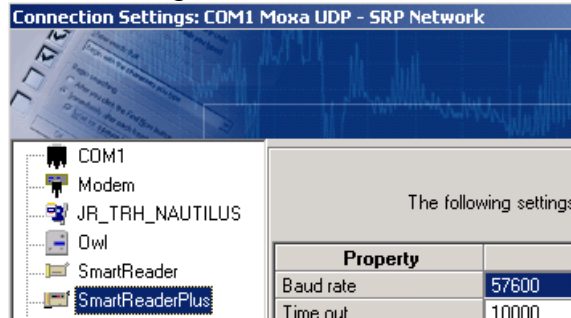 Connection Settings: COM1 Moxa UDP - SRP Network
COM1
Modem
JR_TRH_NAUTILUS
Owl
SmartReader
SmartReaderPlus
The following settings
Property
Baud rate 57600
Time out 10000